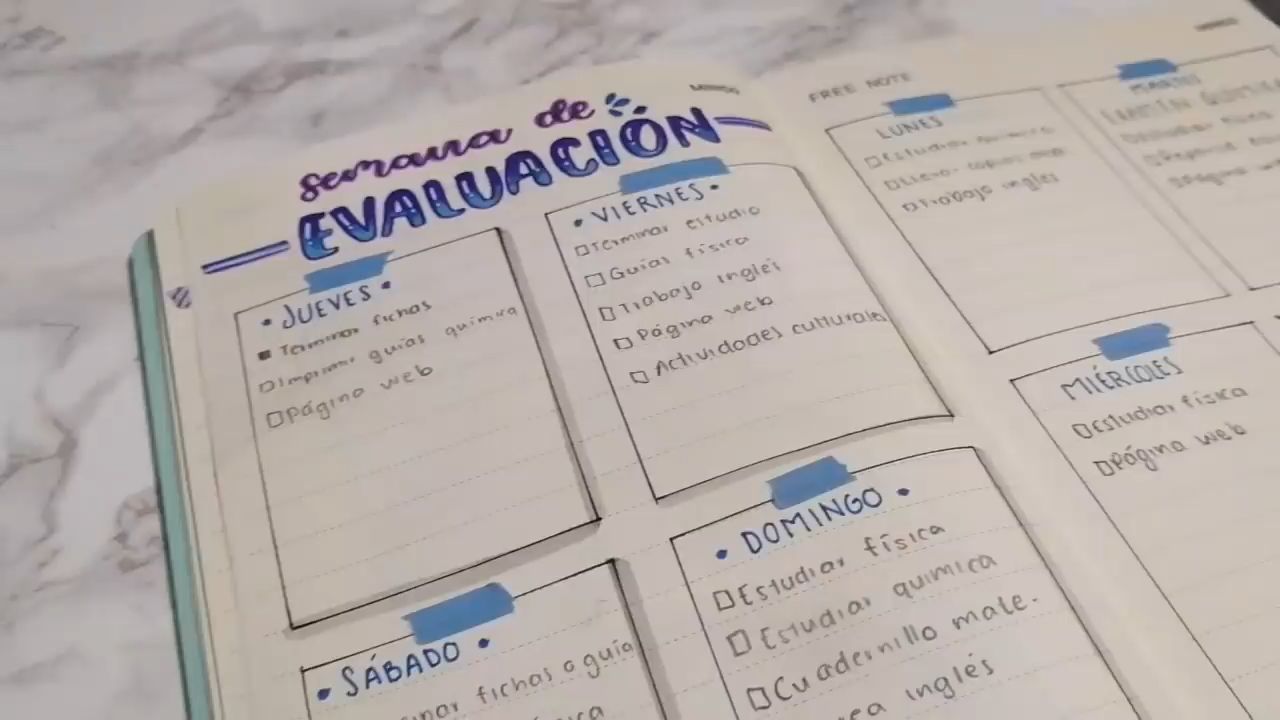 semana de
EVALUACIÓN
FREE NOTE
• JUEVES •
Terminar fichas
Imprimir guías química
Página web
• VIERNES •
Terminar estudio
Guías física
Trabajo inglés
Página web
Actividades culturales
• SÁBADO •
fichas o guía
• DOMINGO •
Estudiar física
Estudiar química
Cuadernillo mate.
inglés
LUNES
Estudiar química
Trabajo inglés
MARTES
Página
MIÉRCOLES
Estudiar física
Página web